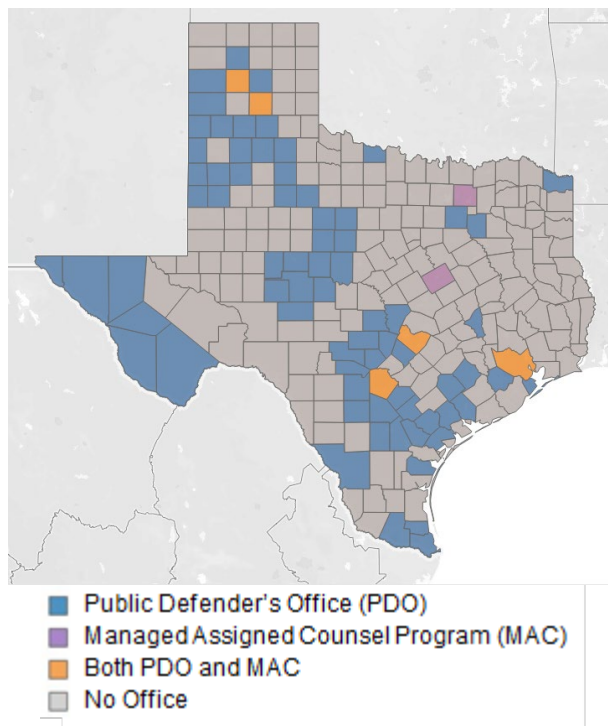 Public Defender's Office (PDO)
Managed Assigned Counsel Program (MAC)
Both PDO and MAC
No Office